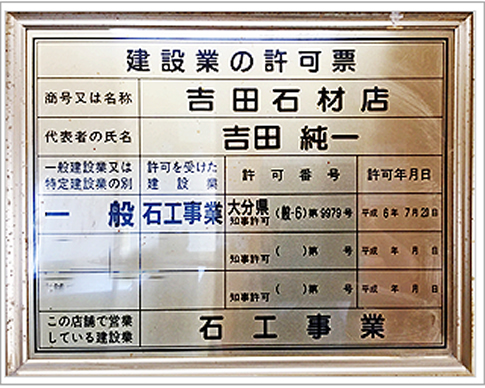 建設業の許可票
商号又は名称 吉田石材店
代表者の氏名 吉田 純一
一般建設業又は特定建設業の別 許可を受けた建設業 許可番号 許可年月日
一般 石工事業 大分県知事許可 (般-6)第9979号 平成 6年 7月20日
知事許可 ( )第 号 平成 年 月 日
知事許可 ( )第 号 平成 年 月 日
この店舗で営業している建設業 石工事業